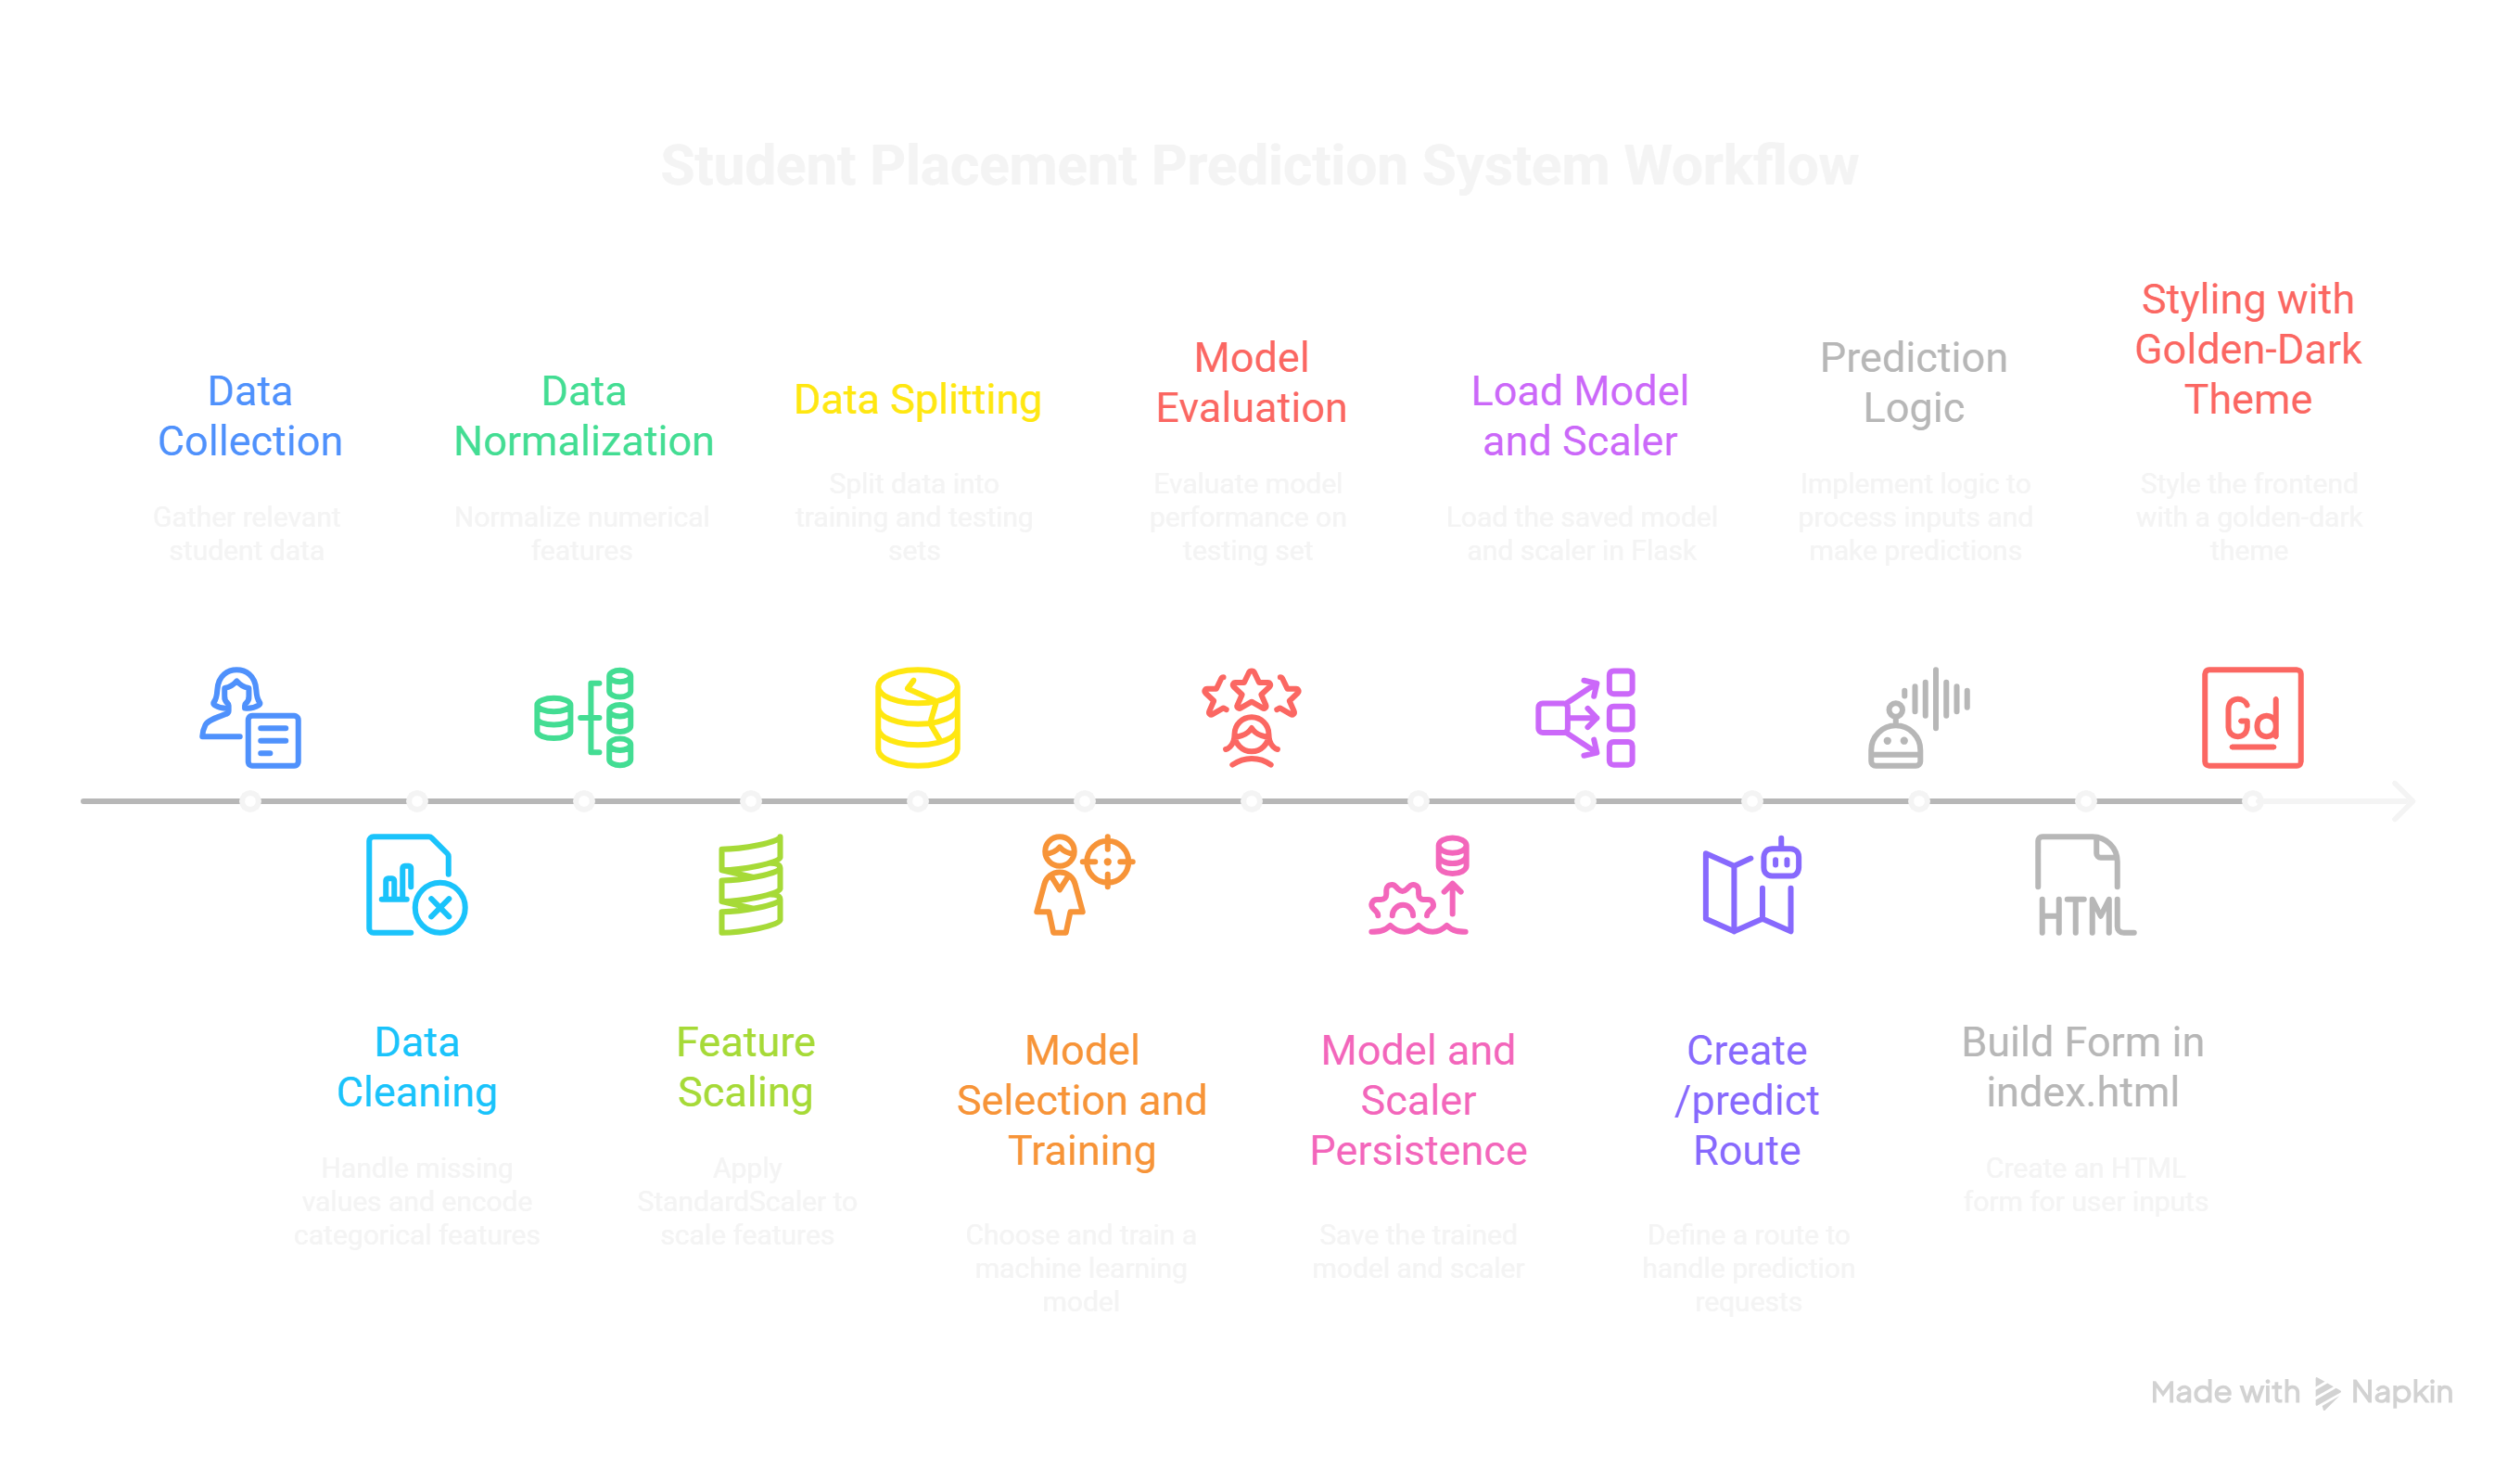 Student Placement Prediction System Workflow
Data
Collection
Gather relevant
student data
Data
Cleaning
Handle missing
values and encode
categorical features
Data
Normalization
Normalize numerical
features
Feature
Scaling
Apply
StandardScaler to
scale features
Data Splitting
Split data into
training and testing
sets
Model
Selection and
Training
Choose and train a
machine learning
model
Model
Evaluation
Evaluate model
performance on
testing set
Model and
Scaler
Persistence
Save the trained
model and scaler
Load Model
and Scaler
Load the saved model
and scaler in Flask
Create
/predict
Route
Define a route to
handle prediction
requests
Prediction
Logic
Implement logic to
process inputs and
make predictions
HTML
Build Form in
index.html
Create an HTML
form for user inputs
Styling with
Golden-Dark
Theme
Style the frontend
with a golden-dark
theme
Gd
Made with Napkin